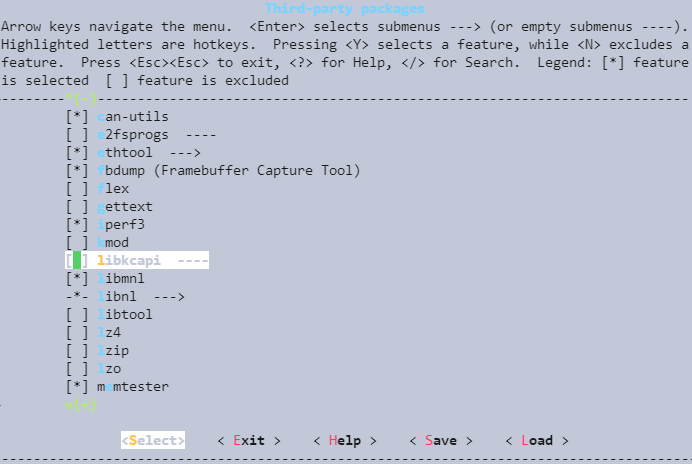 Third-party packages
Arrow keys navigate the menu.  <Enter> selects submenus ---> (or empty submenus ----).
Highlighted letters are hotkeys.  Pressing <Y> selects a feature, while <N> excludes a
feature.  Press <Esc><Esc> to exit, <?> for Help, </> for Search.  Legend: [*] feature
is selected  [ ] feature is excluded
^(-)
[*] can-utils
[ ] e2fsprogs  ----
[*] ethtool  --->
[*] fbdump (Framebuffer Capture Tool)
[ ] flex
[ ] gettext
[*] iperf3
[ ] kmod
[ ] libkcapi  ----
[*] libmnl
-*- libnl  --->
[ ] libtool
[ ] lz4
[ ] lzip
[ ] lzo
[*] memtester
v(+)
<Select>    < Exit >    < Help >    < Save >    < Load >